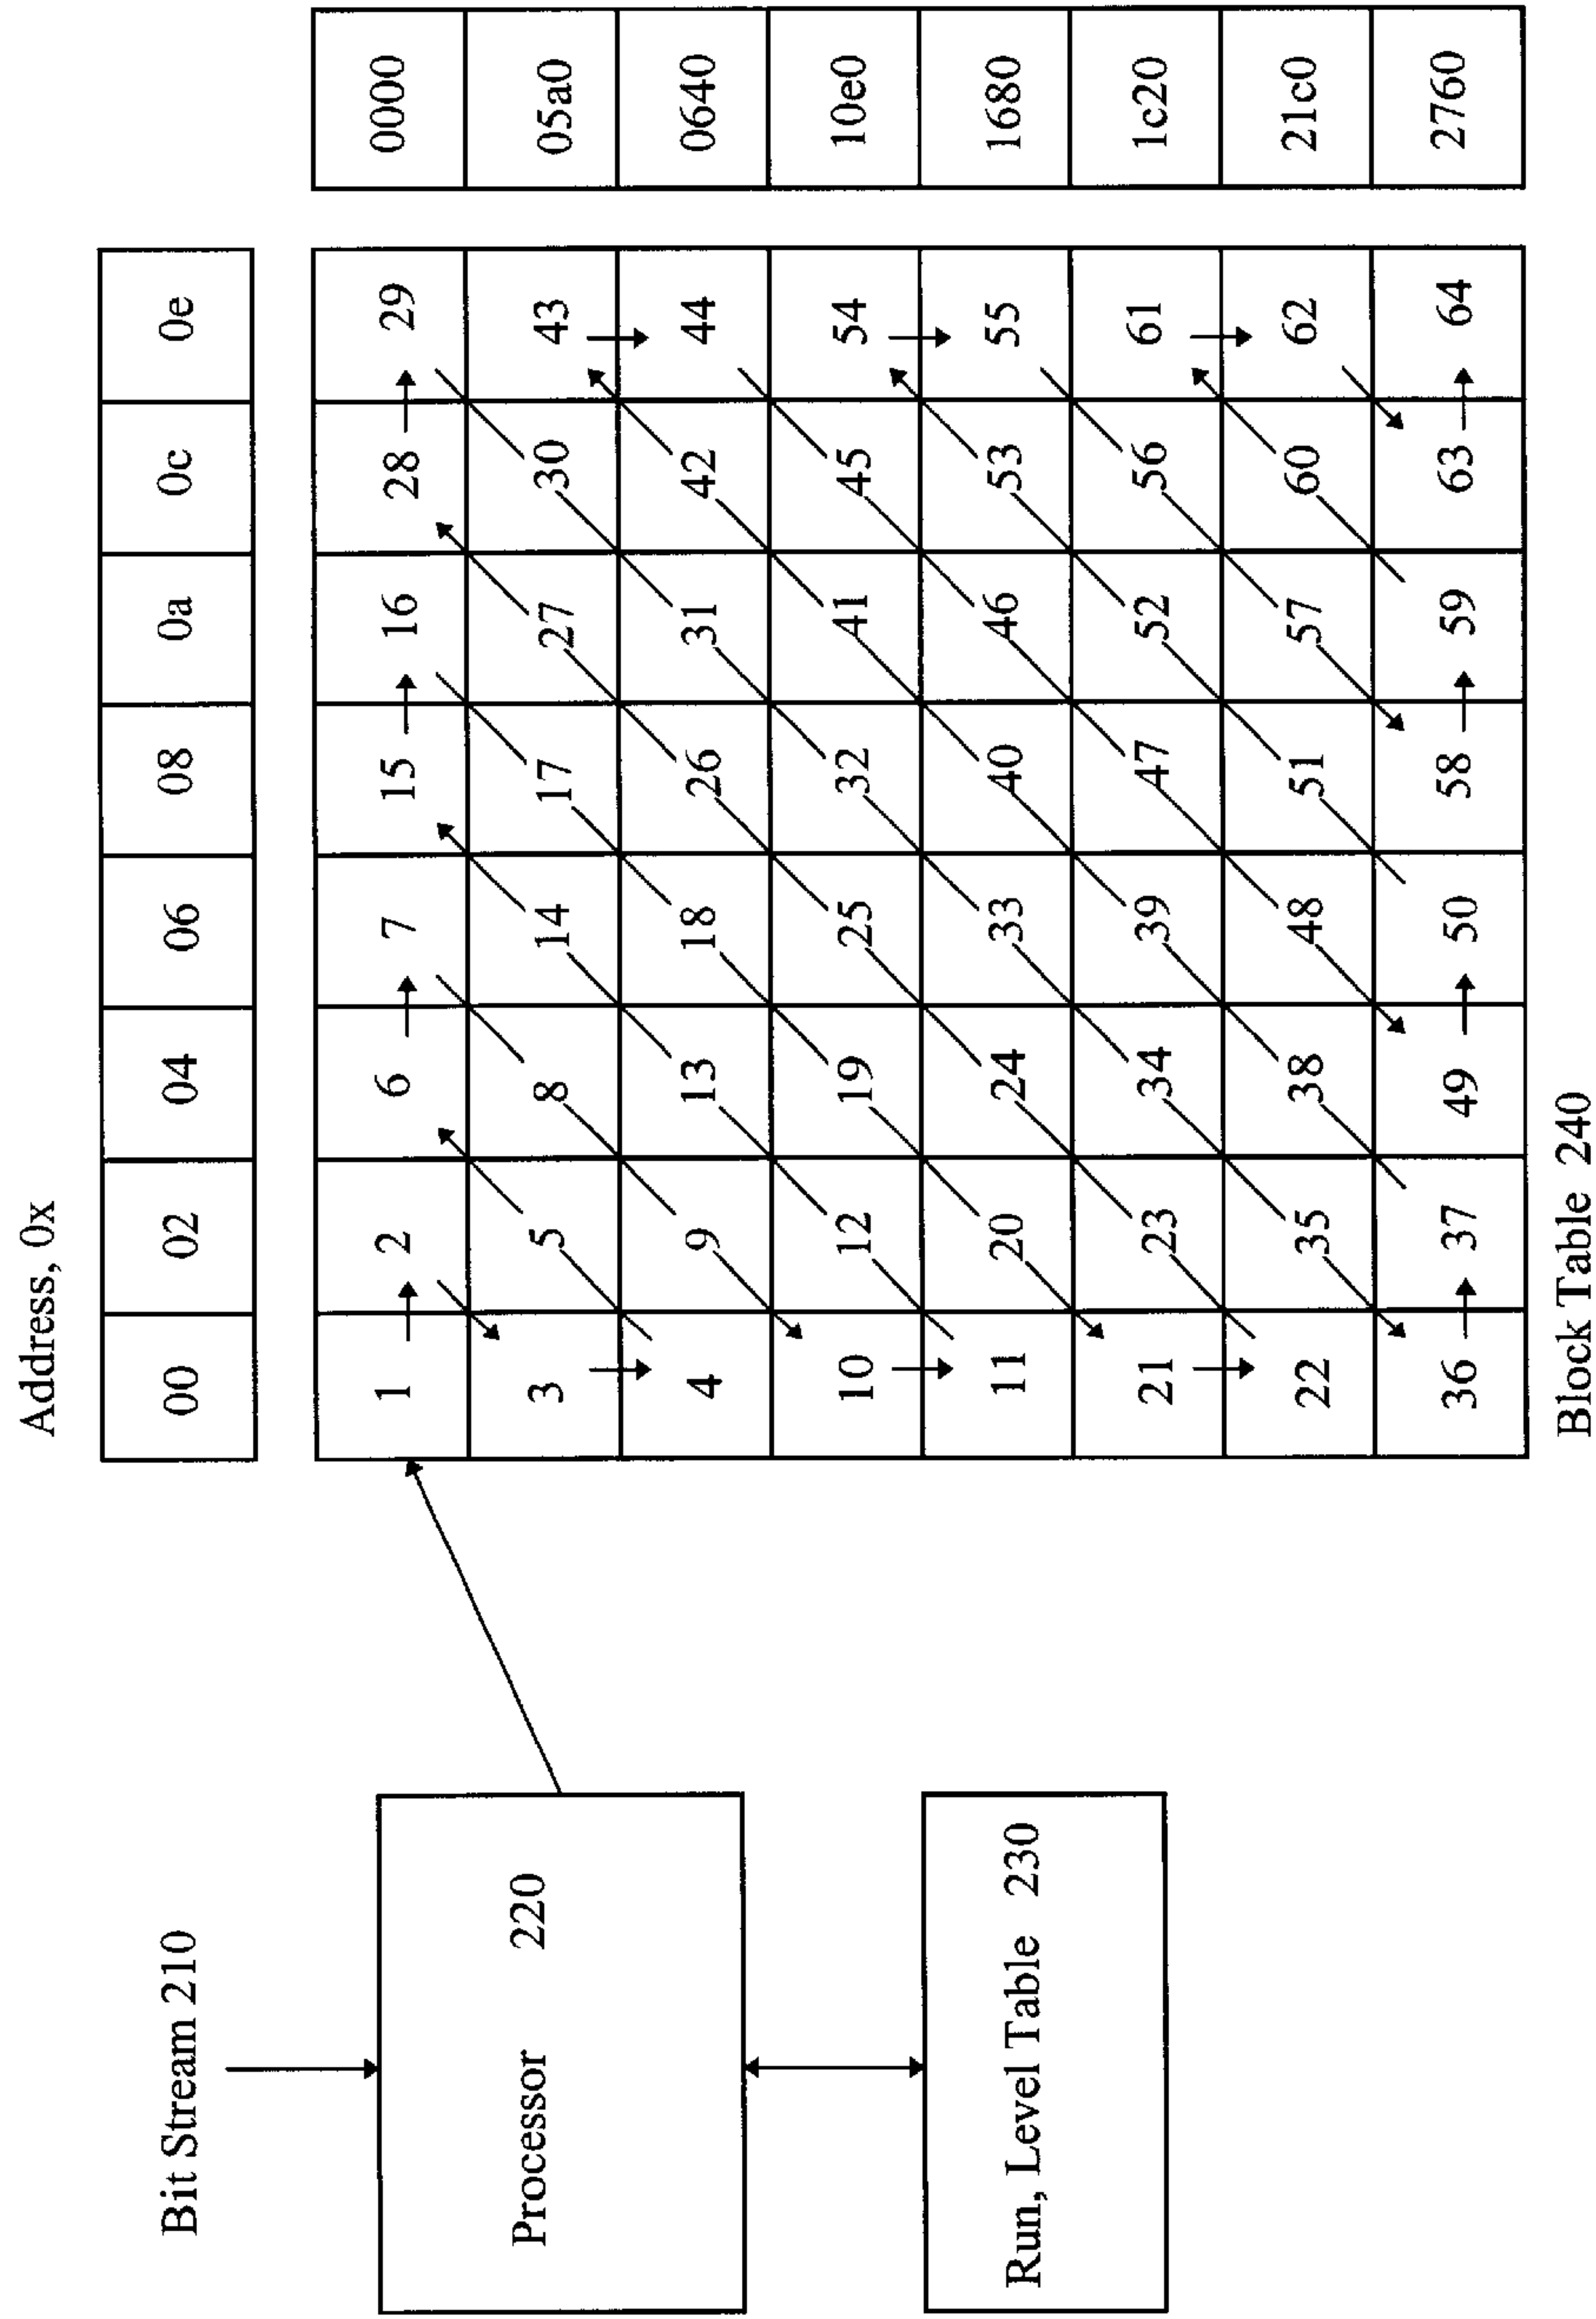 Address, 0x
00 02 04 06 08 0a 0c 0e
Bit Stream 210
Processor 220
Run, Level Table 230
1 2 6 7 15 16 28 29 0000
3 5 8 14 17 27 30 43 05a0
4 9 13 18 26 31 42 44 0640
10 12 19 25 32 41 45 54 10e0
11 20 24 33 40 46 53 55 1680
21 23 34 39 47 52 56 61 1c20
22 35 38 48 51 57 60 62 21c0
36 37 49 50 58 59 63 64 2760
Block Table 240